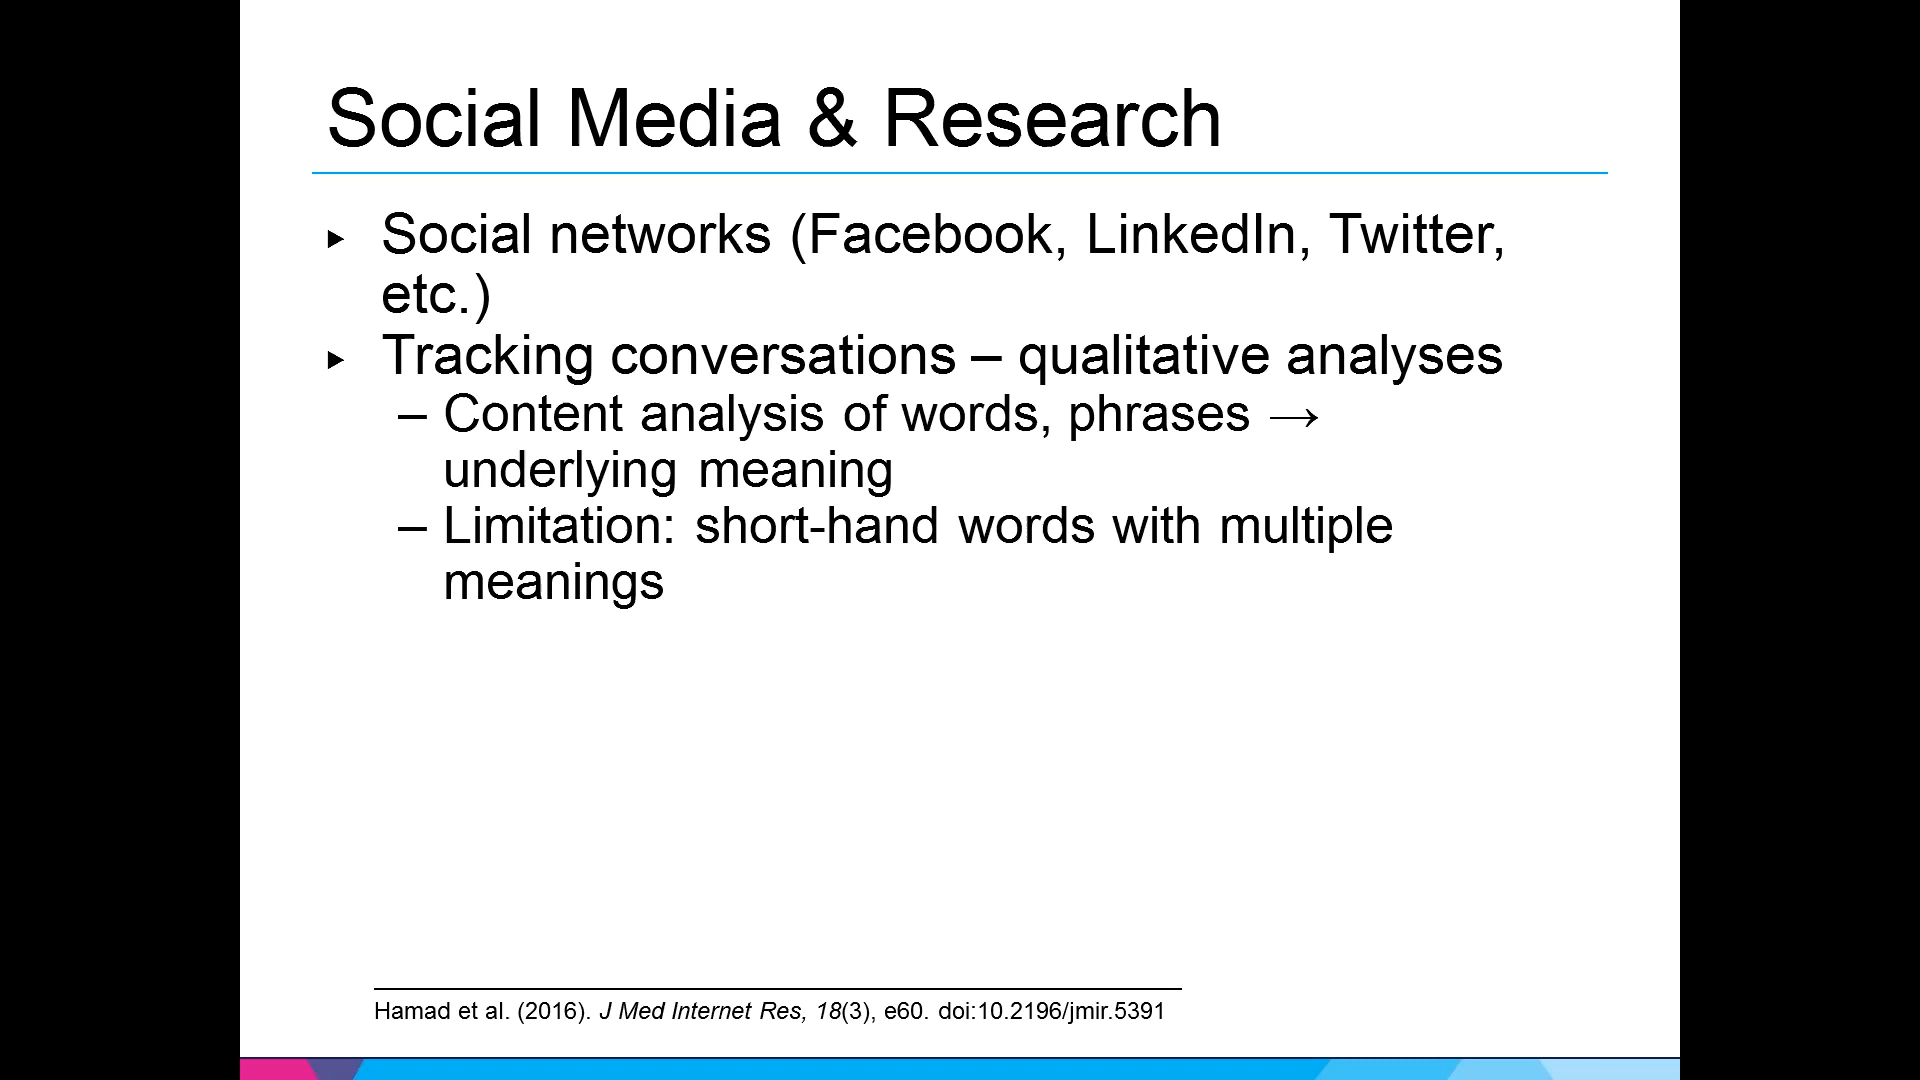 Social Media & Research
▸ Social networks (Facebook, LinkedIn, Twitter,
etc.)
▸ Tracking conversations – qualitative analyses
– Content analysis of words, phrases →
underlying meaning
– Limitation: short-hand words with multiple
meanings
Hamad et al. (2016). J Med Internet Res, 18(3), e60. doi:10.2196/jmir.5391